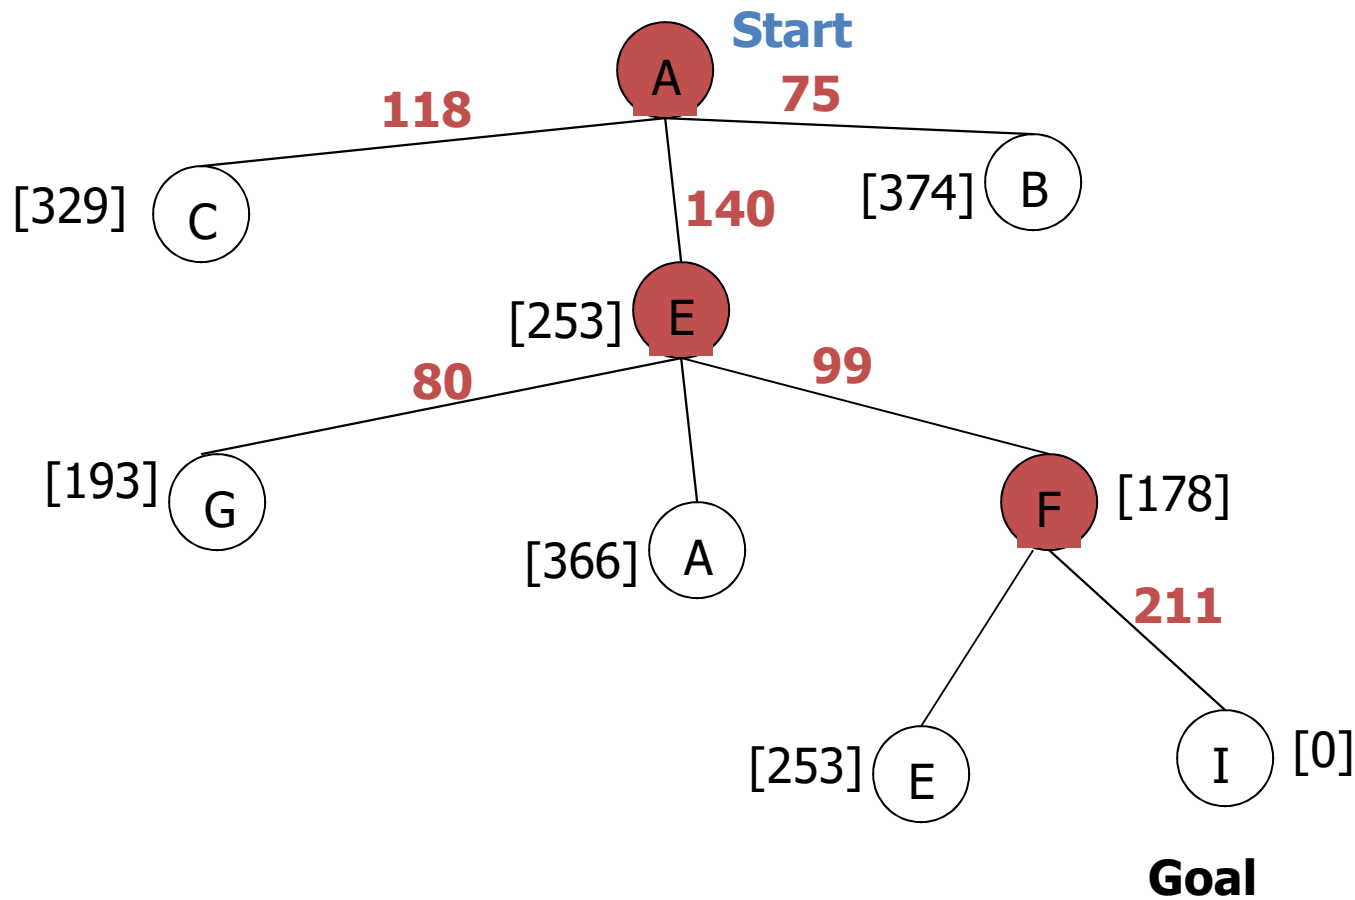 Start
A
75
118
[329]
C
[374]
B
140
[253]
E
80
99
[193]
G
[366]
A
F
[178]
211
[253]
E
I
[0]
Goal